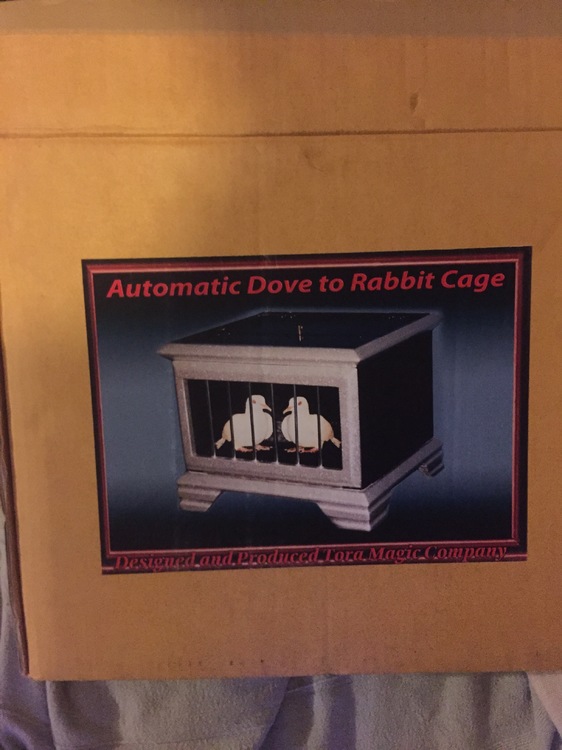 Automatic Dove to Rabbit Cage
Designed and Produced Tora Magic Company